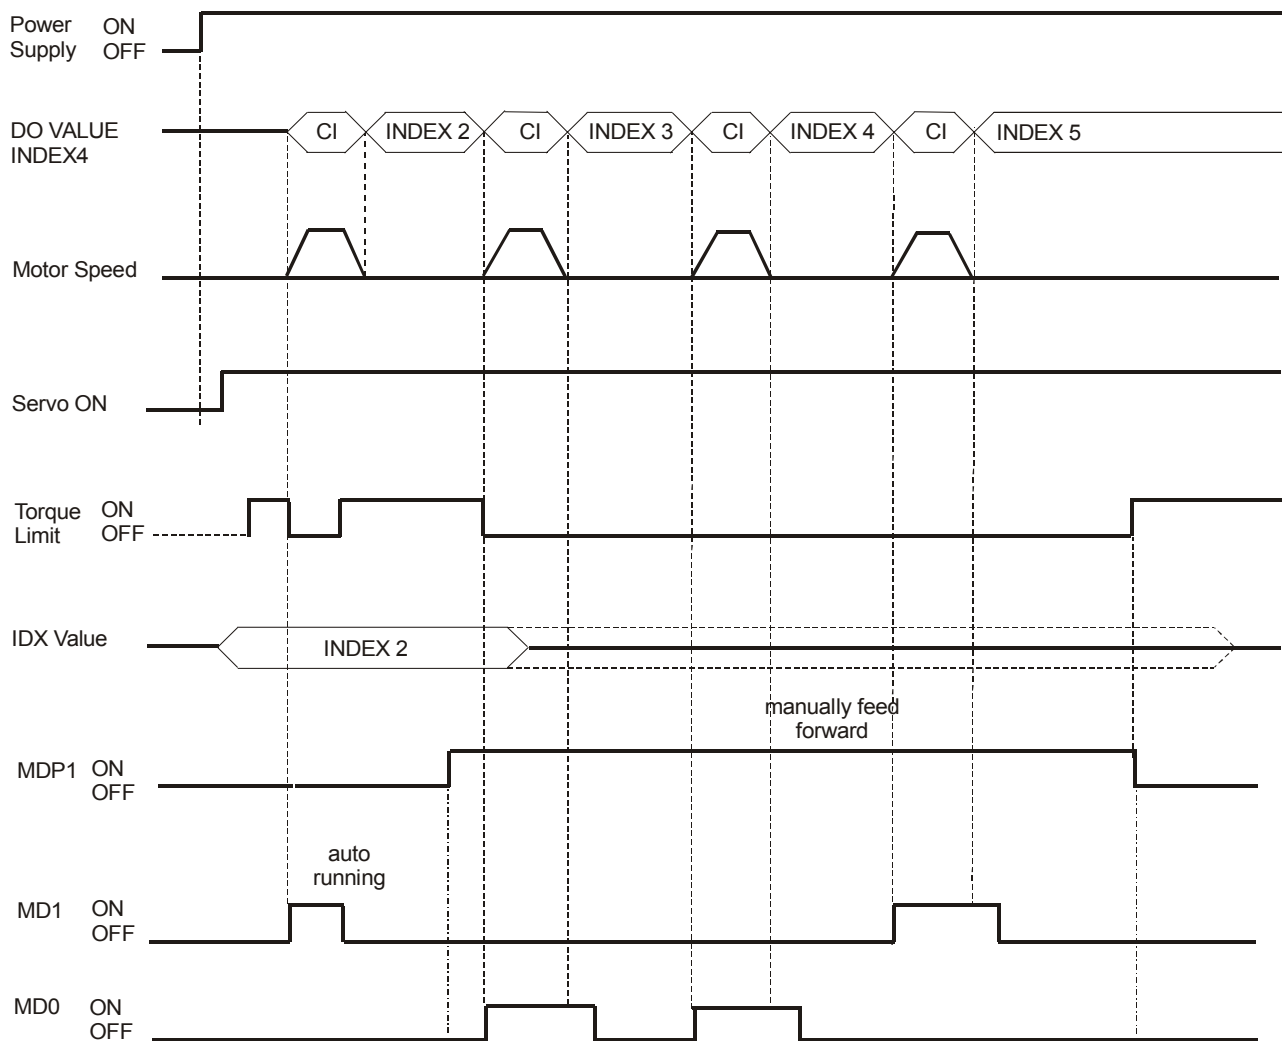 Power ON
Supply OFF
DO VALUE
INDEX4
CI INDEX 2 CI INDEX 3 CI INDEX 4 CI INDEX 5
Motor Speed
Servo ON
Torque ON
Limit OFF
IDX Value
INDEX 2
manually feed
forward
MDP1 ON
OFF
auto
running
MD1 ON
OFF
MD0 ON
OFF